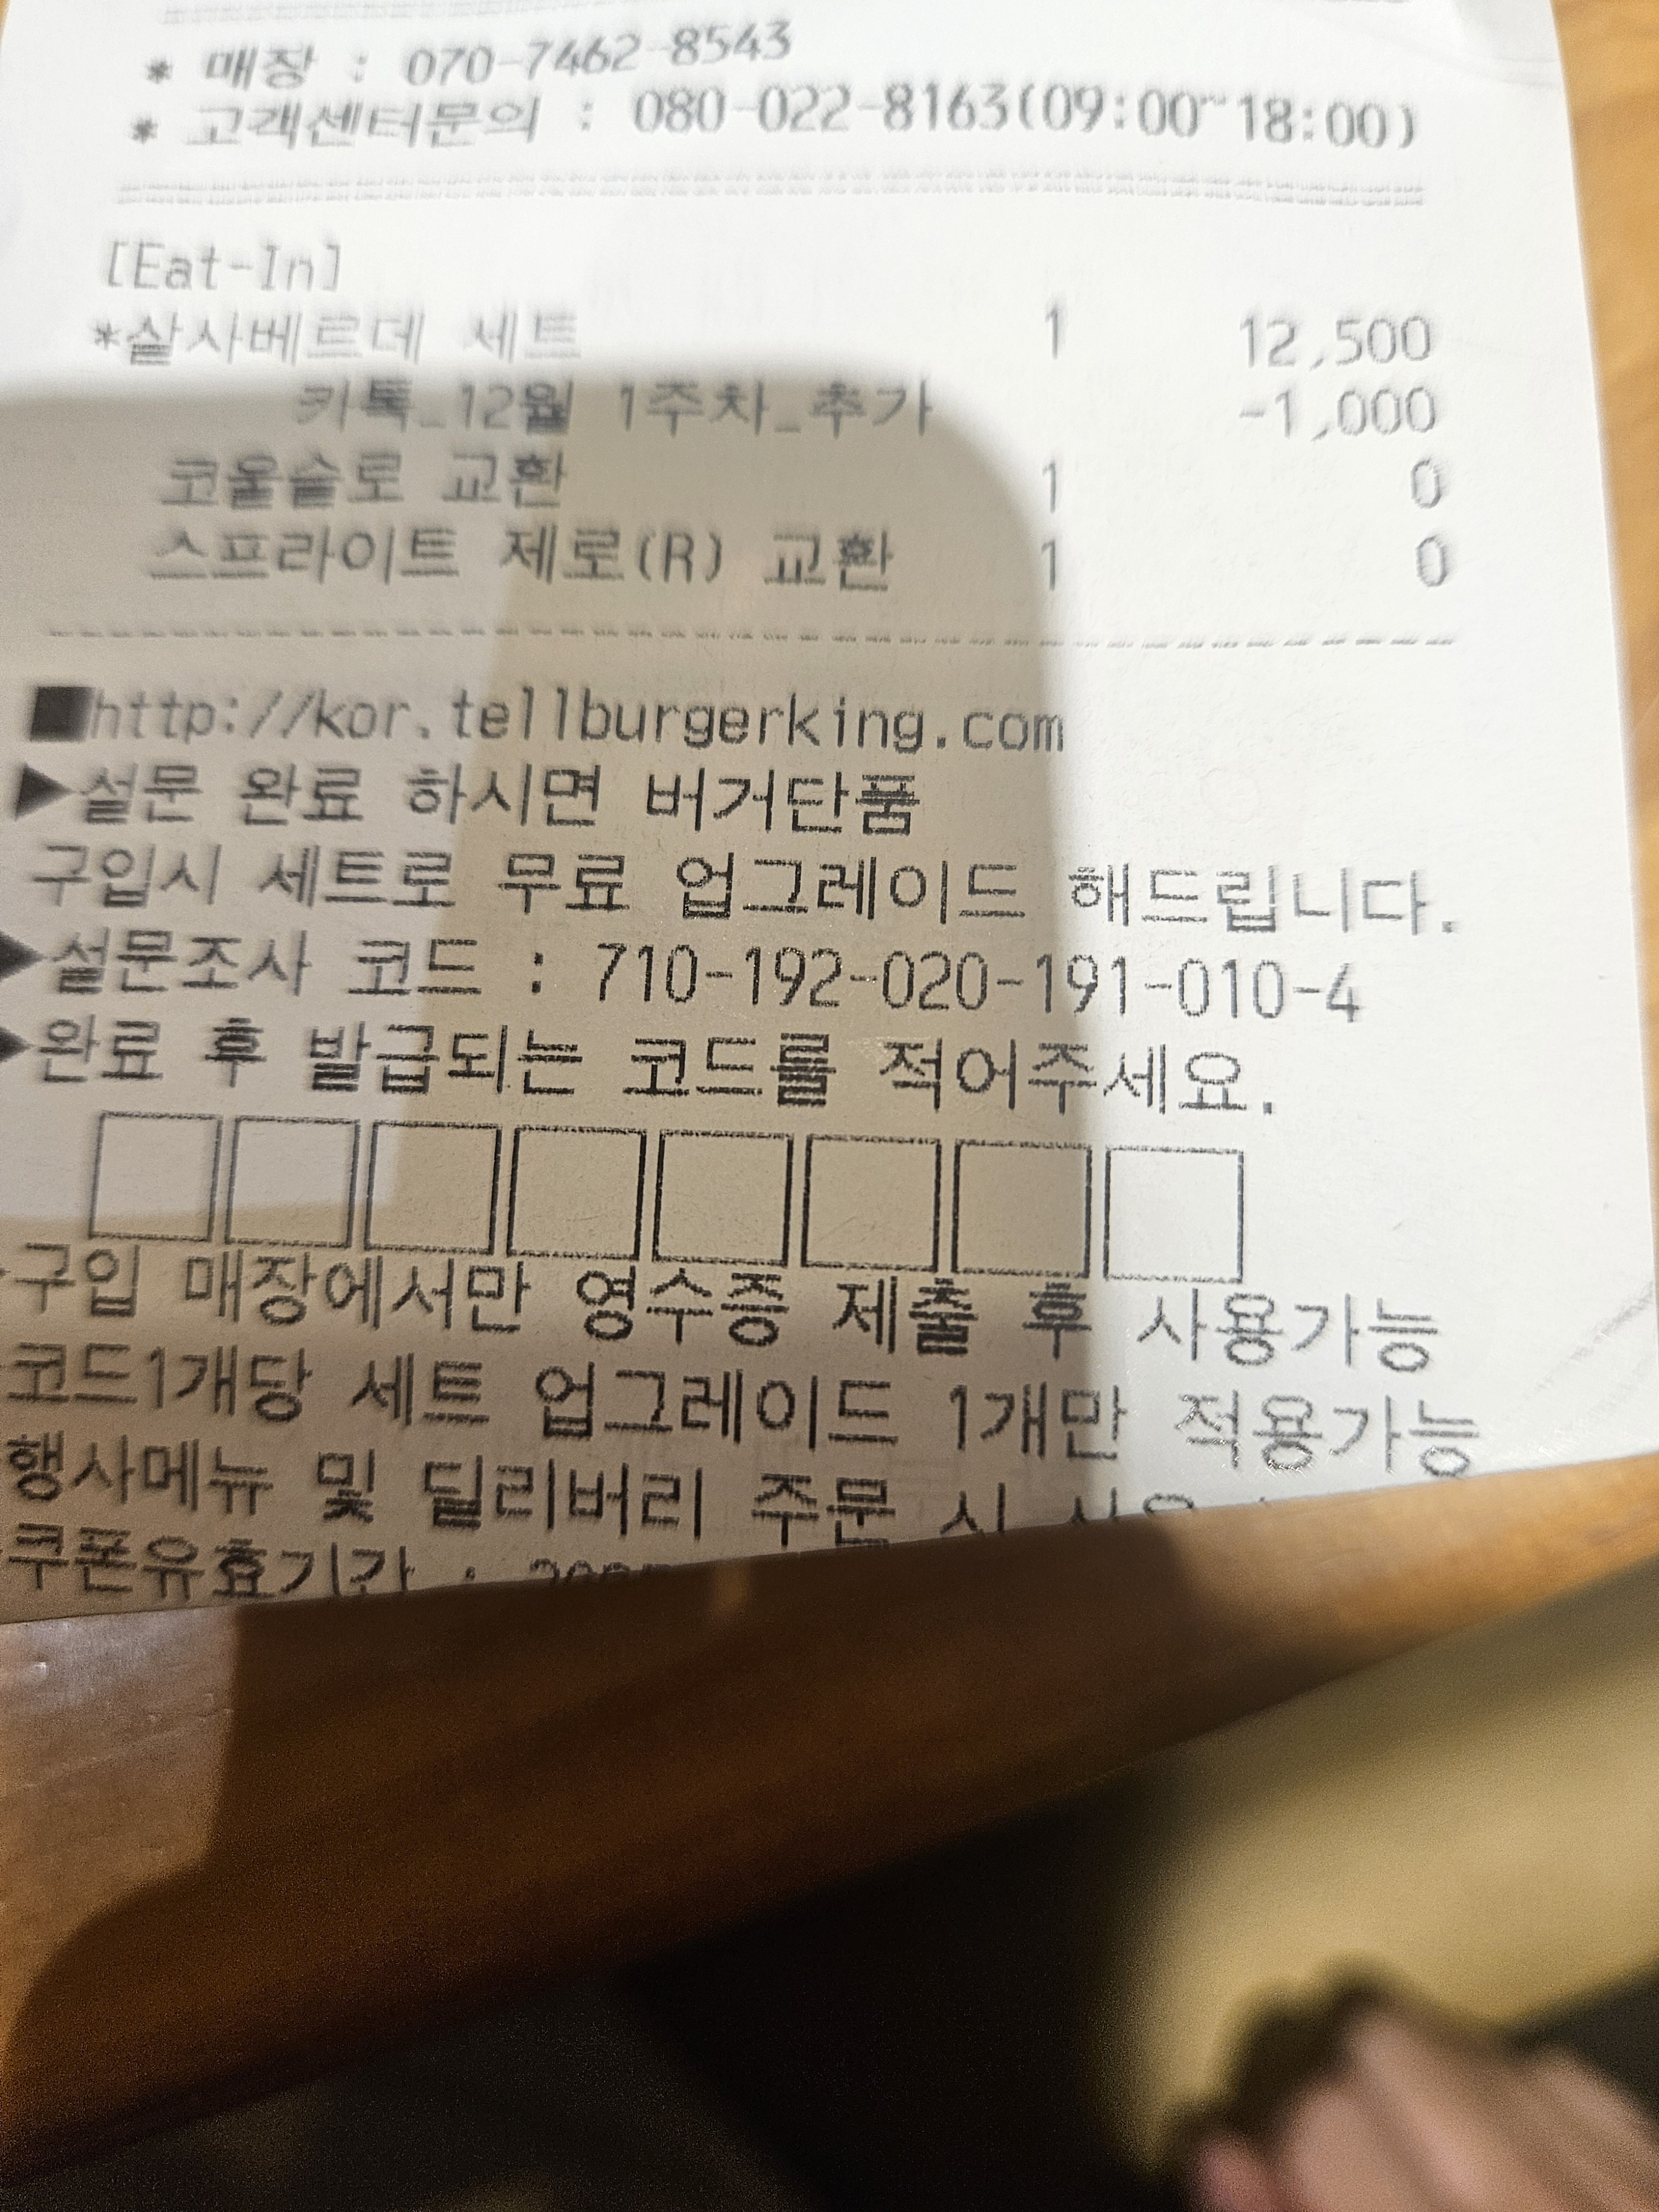 * 매장 : 070-7462-8543
* 고객센터문의 : 080-022-8163(09:00~18:00)
[Eat-In]
*살사베르데 세트 1 12,500
카톡_12월 1주차_추가 -1,000
코울슬로 교환 1 0
스프라이트 제로(R) 교환 1 0
■http://kor.tellburgerking.com
▶설문 완료 하시면 버거단품
구입시 세트로 무료 업그레이드 해드립니다.
▶설문조사 코드 : 710-192-020-191-010-4
▶완료 후 발급되는 코드를 적어주세요.
구입 매장에서만 영수증 제출 후 사용가능
코드1개당 세트 업그레이드 1개만 적용가능
행사메뉴 및 딜리버리 주문 시
쿠폰유효기간 :